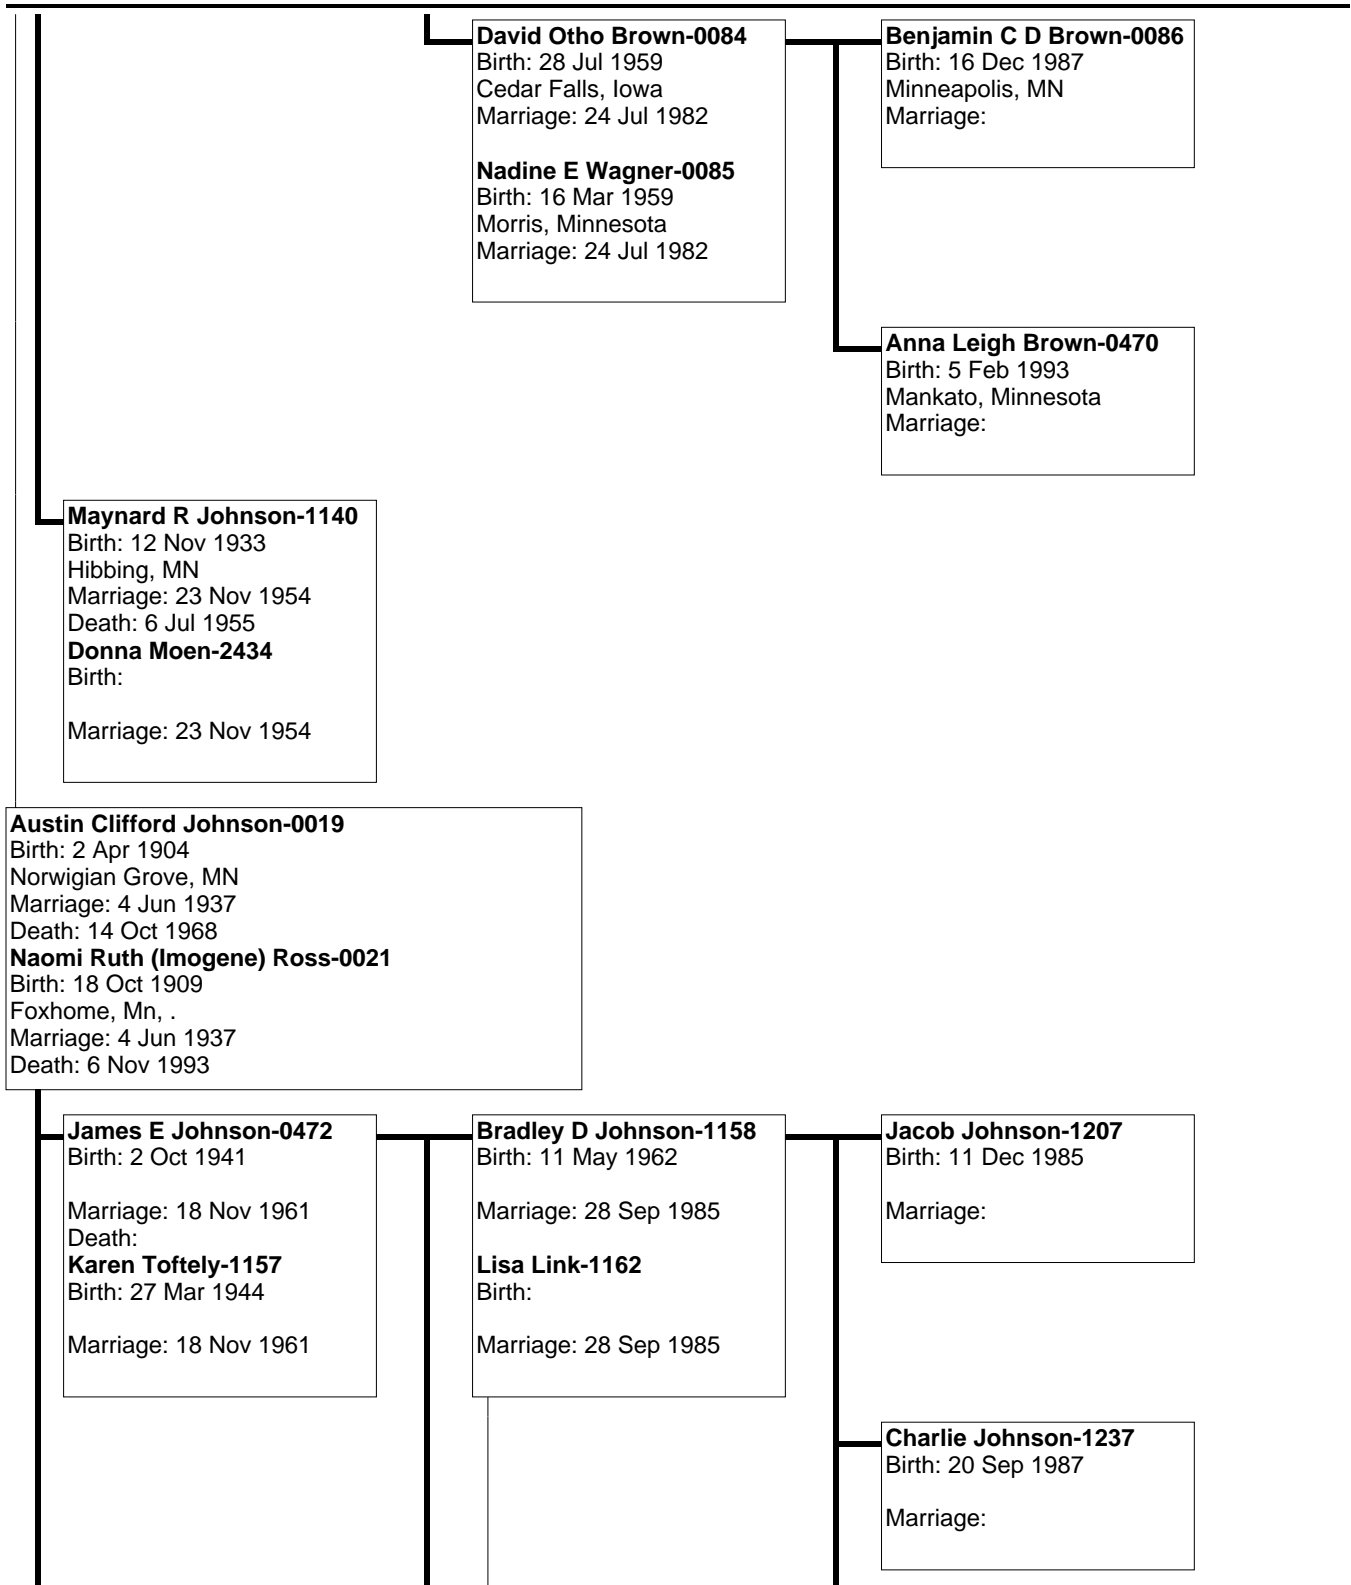 David Otho Brown-0084
Birth: 28 Jul 1959
Cedar Falls, Iowa
Marriage: 24 Jul 1982
Nadine E Wagner-0085
Birth: 16 Mar 1959
Morris, Minnesota
Marriage: 24 Jul 1982
Benjamin C D Brown-0086
Birth: 16 Dec 1987
Minneapolis, MN
Marriage:
Anna Leigh Brown-0470
Birth: 5 Feb 1993
Mankato, Minnesota
Marriage:
Maynard R Johnson-1140
Birth: 12 Nov 1933
Hibbing, MN
Marriage: 23 Nov 1954
Death: 6 Jul 1955
Donna Moen-2434
Birth:
Marriage: 23 Nov 1954
Austin Clifford Johnson-0019
Birth: 2 Apr 1904
Norwigian Grove, MN
Marriage: 4 Jun 1937
Death: 14 Oct 1968
Naomi Ruth (Imogene) Ross-0021
Birth: 18 Oct 1909
Foxhome, Mn, .
Marriage: 4 Jun 1937
Death: 6 Nov 1993
James E Johnson-0472
Birth: 2 Oct 1941
Marriage: 18 Nov 1961
Death:
Karen Toftely-1157
Birth: 27 Mar 1944
Marriage: 18 Nov 1961
Bradley D Johnson-1158
Birth: 11 May 1962
Marriage: 28 Sep 1985
Lisa Link-1162
Birth:
Marriage: 28 Sep 1985
Jacob Johnson-1207
Birth: 11 Dec 1985
Marriage:
Charlie Johnson-1237
Birth: 20 Sep 1987
Marriage: